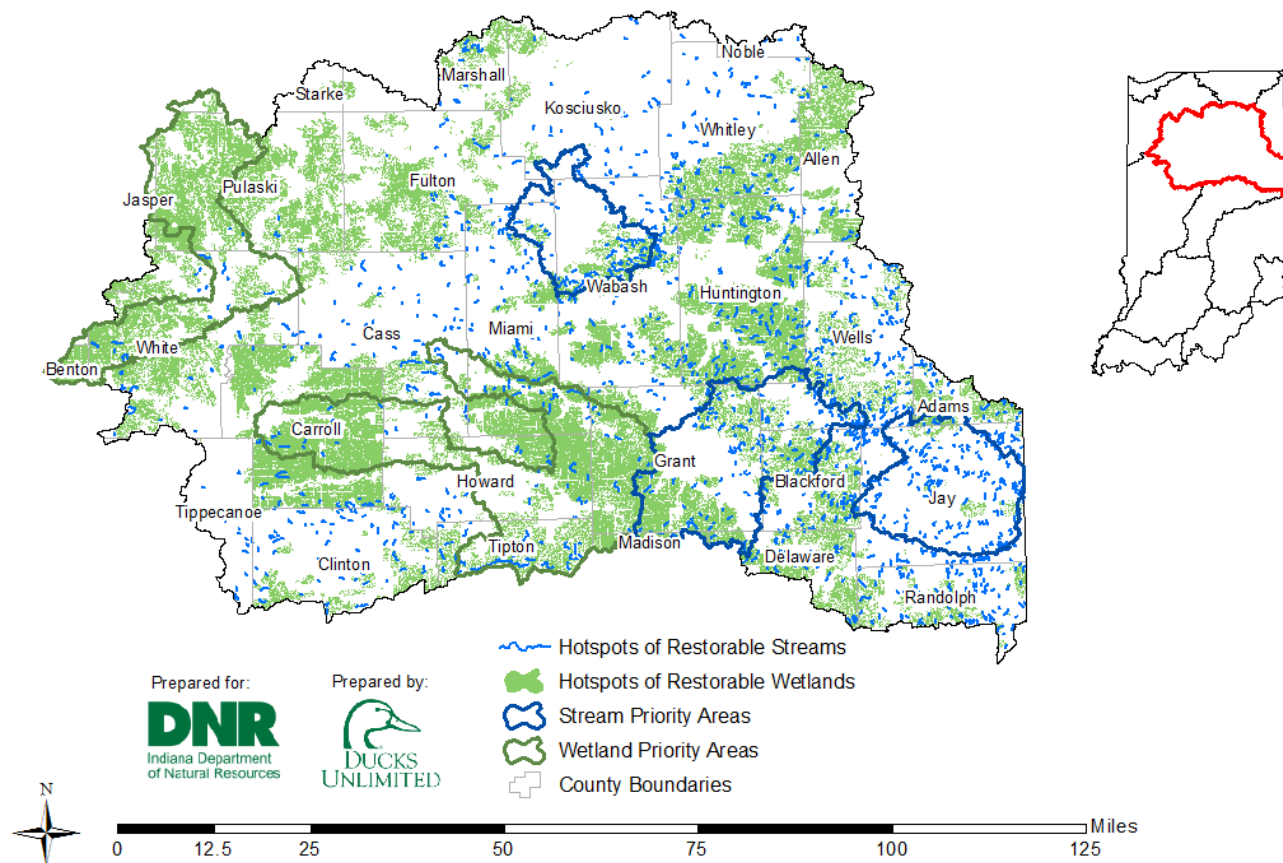 Noble
Marshall
Starke
Kosciusko
Whitley
Allen
Fulton
Pulaski
Jasper
Wabash
Huntington
Miami
Cass
Wells
White
Benton
Adams
Carroll
Grant
Howard
Blackford
Jay
Tippecanoe
Tipton
Madison
Delaware
Clinton
Randolph
Hotspots of Restorable Streams
Hotspots of Restorable Wetlands
Stream Priority Areas
Wetland Priority Areas
County Boundaries
Prepared for:
DNR
Indiana Department
of Natural Resources
Prepared by:
DUCKS
UNLIMITED
N
Miles
0 12.5 25 50 75 100 125